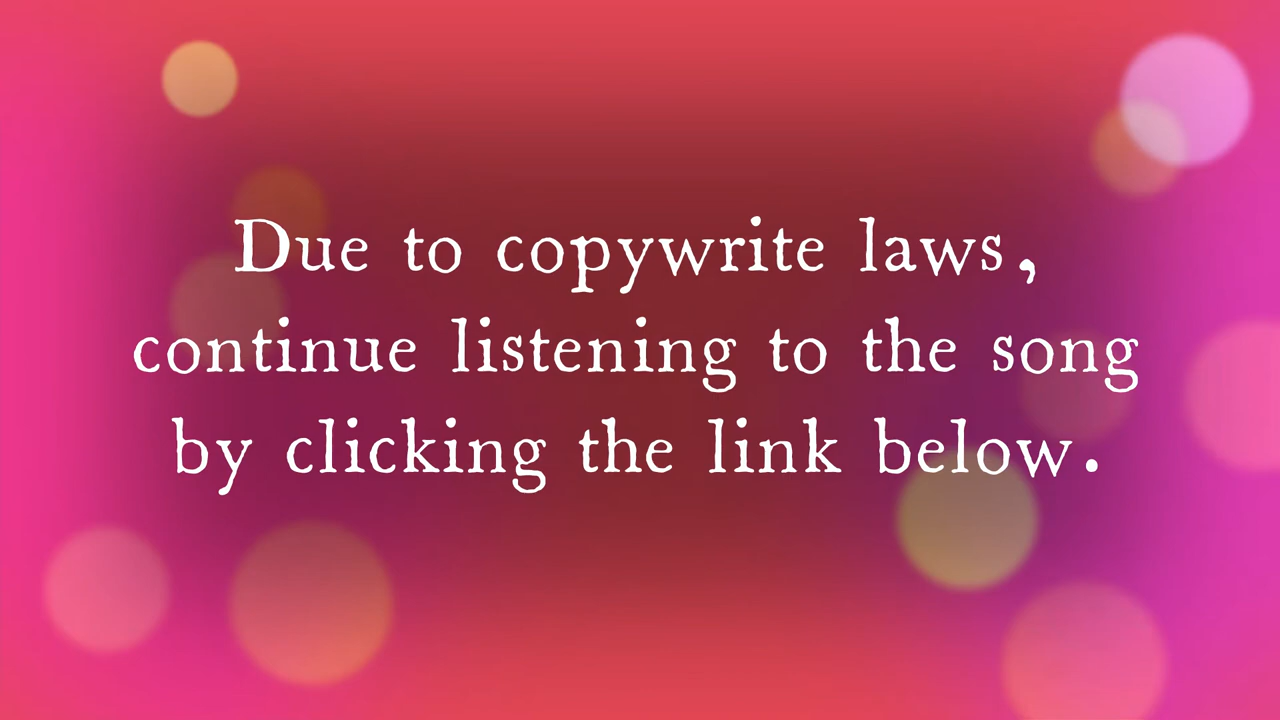 Due to copywrite laws,
continue listening to the song
by clicking the link below.